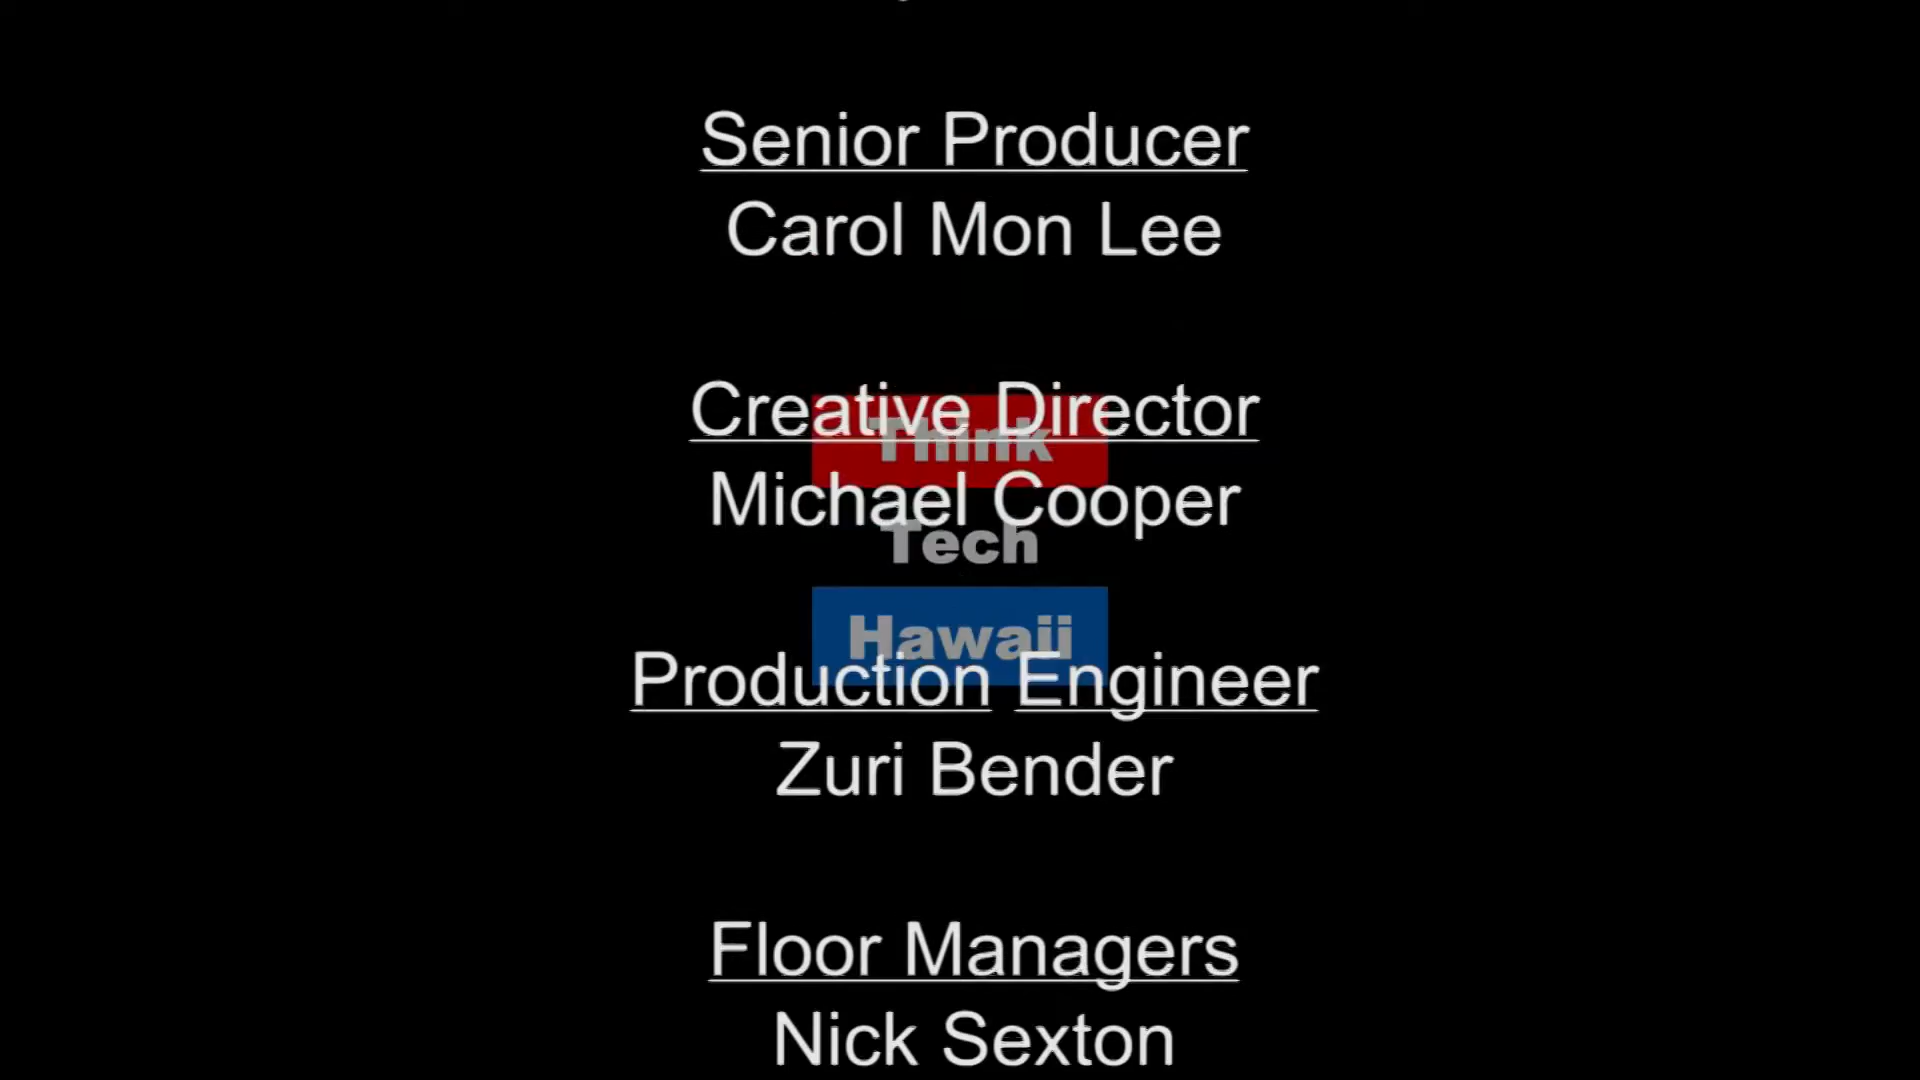 Senior Producer
Carol Mon Lee
Creative Director
Think
Michael Cooper
Tech
Hawaii
Production Engineer
Zuri Bender
Floor Managers
Nick Sexton